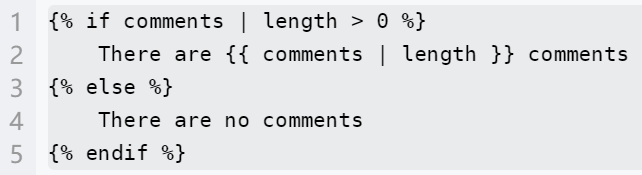 1 {% if comments | length > 0 %}
2     There are {{ comments | length }} comments
3 {% else %}
4     There are no comments
5 {% endif %}